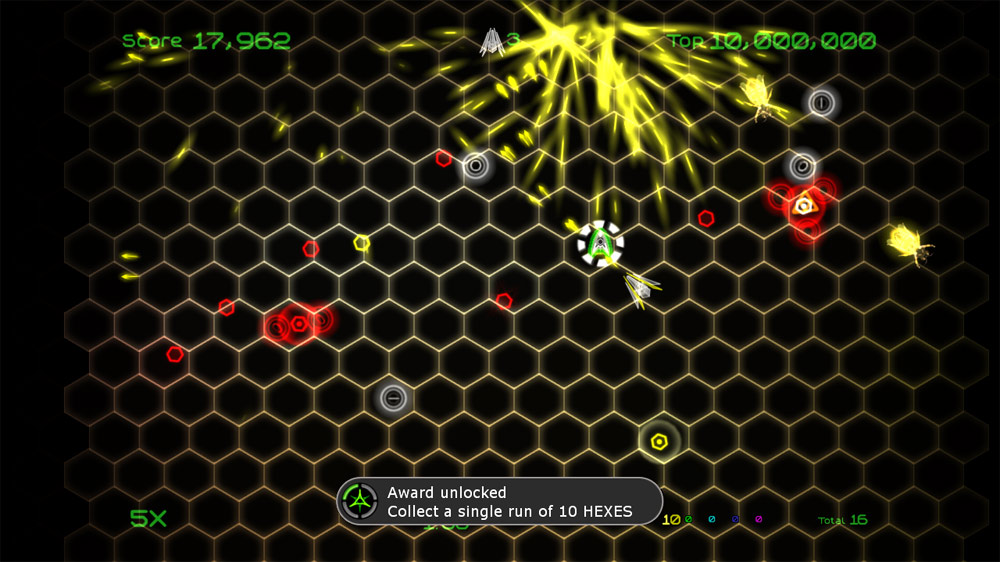 Score 17,962
3
Top 10,000,000
Award unlocked
Collect a single run of 10 HEXES
5X
10 0 0 0 0
Total 16